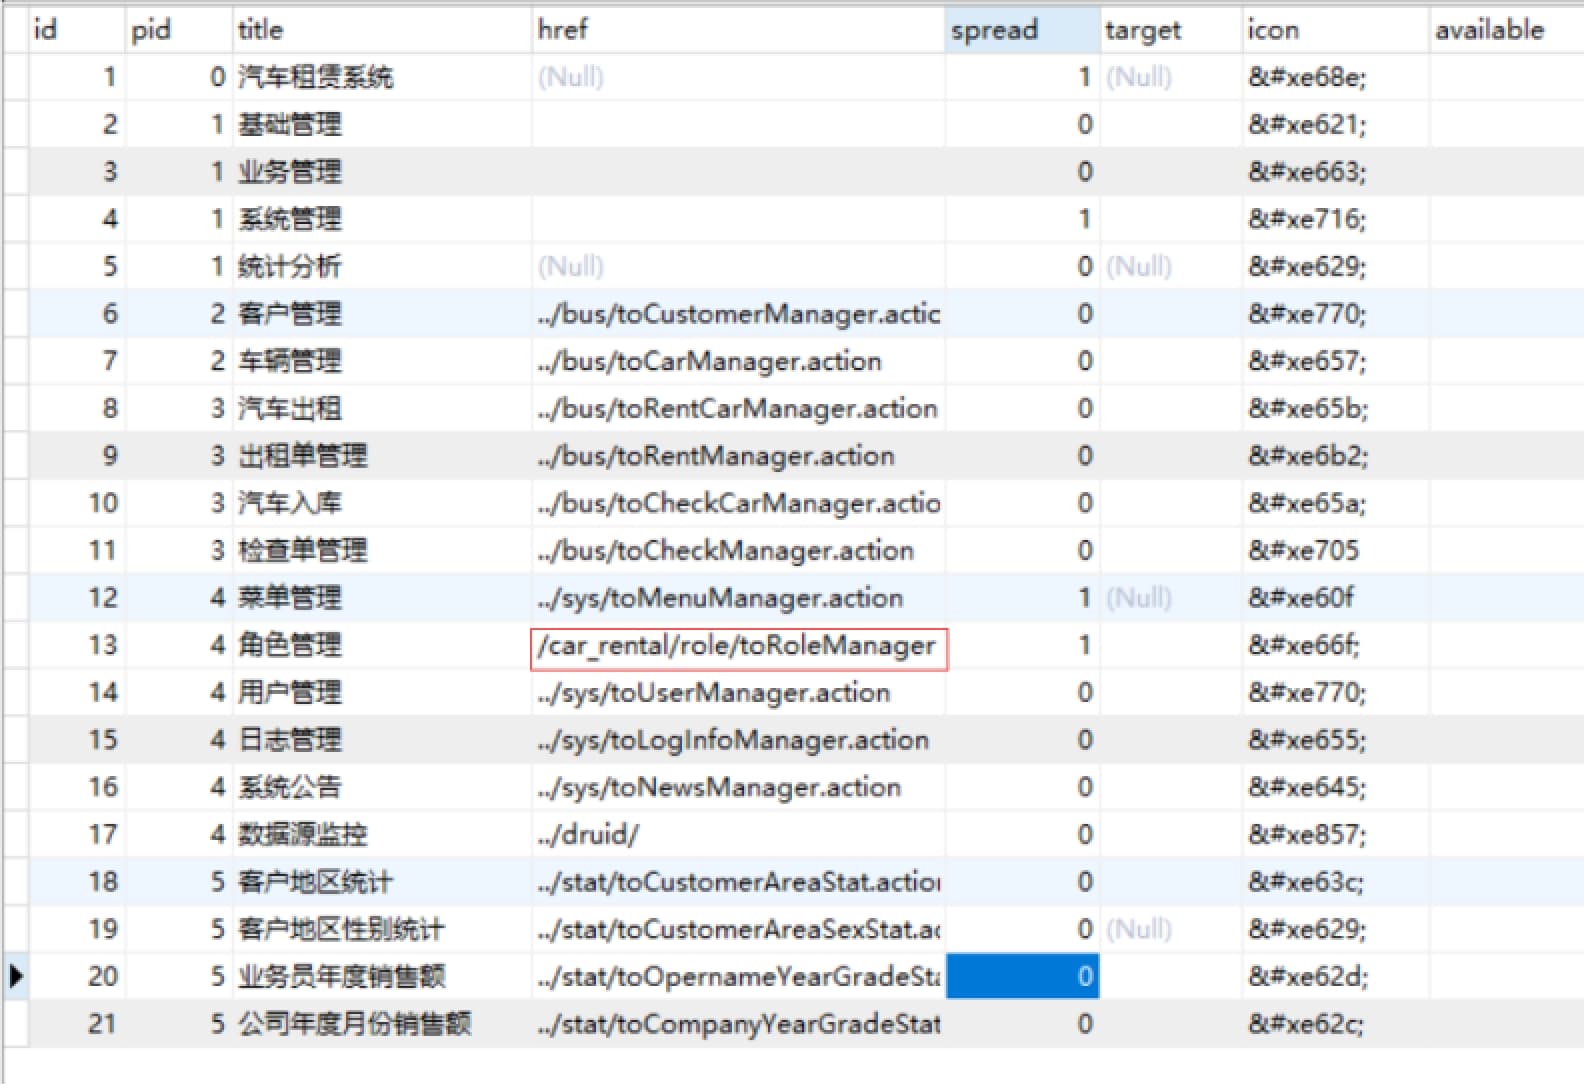 id pid title href spread target icon available
1 0 汽车租赁系统 (Null) 1 (Null) &#xe68e;
2 1 基础管理 0 &#xe621;
3 1 业务管理 0 &#xe663;
4 1 系统管理 1 &#xe716;
5 1 统计分析 (Null) 0 (Null) &#xe629;
6 2 客户管理 ../bus/toCustomerManager.actic 0 &#xe770;
7 2 车辆管理 ../bus/toCarManager.action 0 &#xe657;
8 3 汽车出租 ../bus/toRentCarManager.action 0 &#xe65b;
9 3 出租单管理 ../bus/toRentManager.action 0 &#xe6b2;
10 3 汽车入库 ../bus/toCheckCarManager.actio 0 &#xe65a;
11 3 检查单管理 ../bus/toCheckManager.action 0 &#xe705
12 4 菜单管理 ../sys/toMenuManager.action 1 (Null) &#xe60f
13 4 角色管理 /car_rental/role/toRoleManager 1 &#xe66f;
14 4 用户管理 ../sys/toUserManager.action 0 &#xe770;
15 4 日志管理 ../sys/toLogInfoManager.action 0 &#xe655;
16 4 系统公告 ../sys/toNewsManager.action 0 &#xe645;
17 4 数据源监控 ../druid/ 0 &#xe857;
18 5 客户地区统计 ../stat/toCustomerAreaStat.action 0 &#xe63c;
19 5 客户地区性别统计 ../stat/toCustomerAreaSexStat.ac 0 (Null) &#xe629;
20 5 业务员年度销售额 ../stat/toOpernameYearGradeSta 0 &#xe62d;
21 5 公司年度月份销售额 ../stat/toCompanyYearGradeStat 0 &#xe62c;